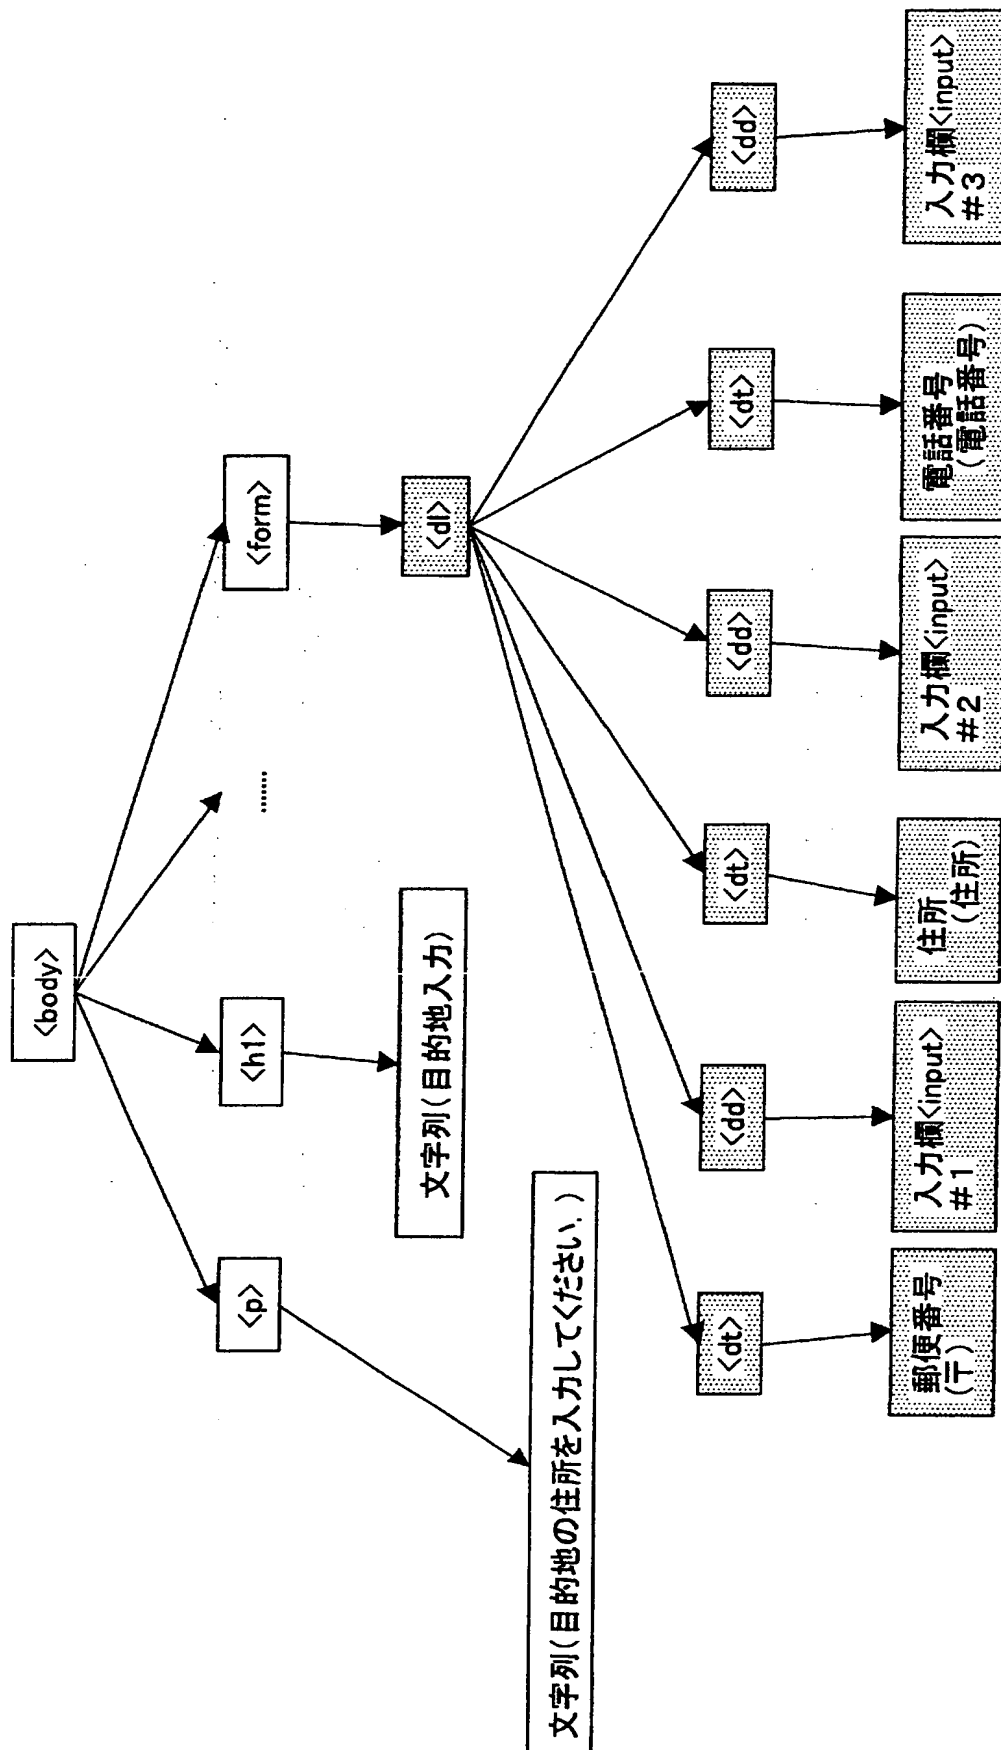 <body>
<p>
<h1>
......
<form>
文字列(目的地の住所を入力してください.)
文字列(目的地入力)
<dl>
<dt>
<dd>
<dt>
<dd>
<dt>
<dd>
郵便番号
(〒)
入力欄<input>
#1
住所
(住所)
入力欄<input>
#2
電話番号
(電話番号)
入力欄<input>
#3